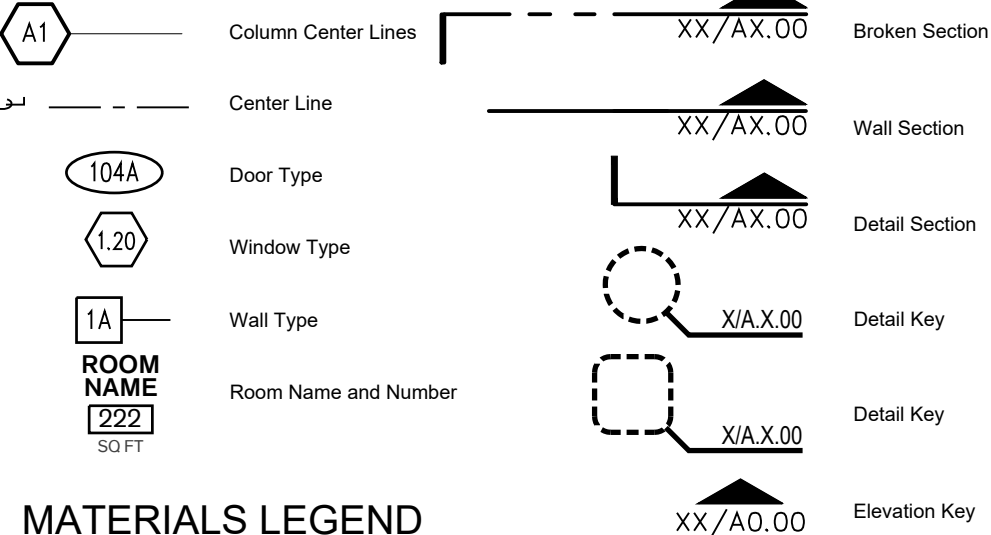 A1
Column Center Lines
Center Line
104A
Door Type
1.20
Window Type
1A
Wall Type
ROOM
NAME
222
SQ FT
Room Name and Number
MATERIALS LEGEND
XX/AX.00
Broken Section
XX/AX.00
Wall Section
XX/AX.00
Detail Section
X/A.X.00
Detail Key
X/A.X.00
Detail Key
XX/A0.00
Elevation Key